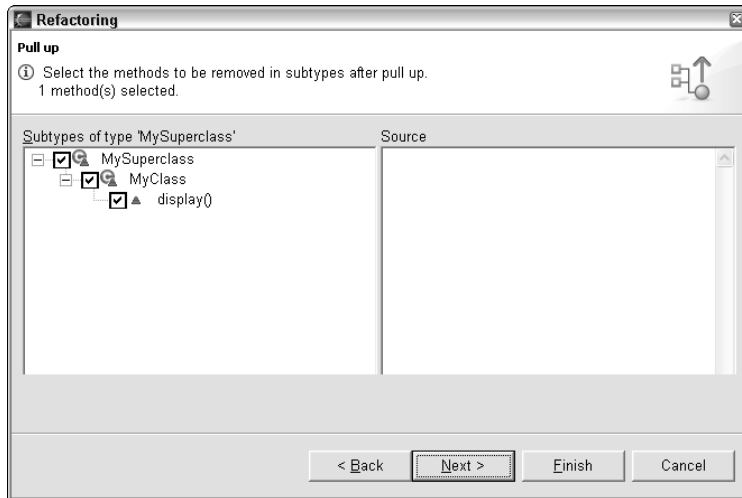 Refactoring
Pull up
Select the methods to be removed in subtypes after pull up.
1 method(s) selected.
Subtypes of type 'MySuperclass'
Source
MySuperclass
MyClass
display()
< Back
Next >
Finish
Cancel